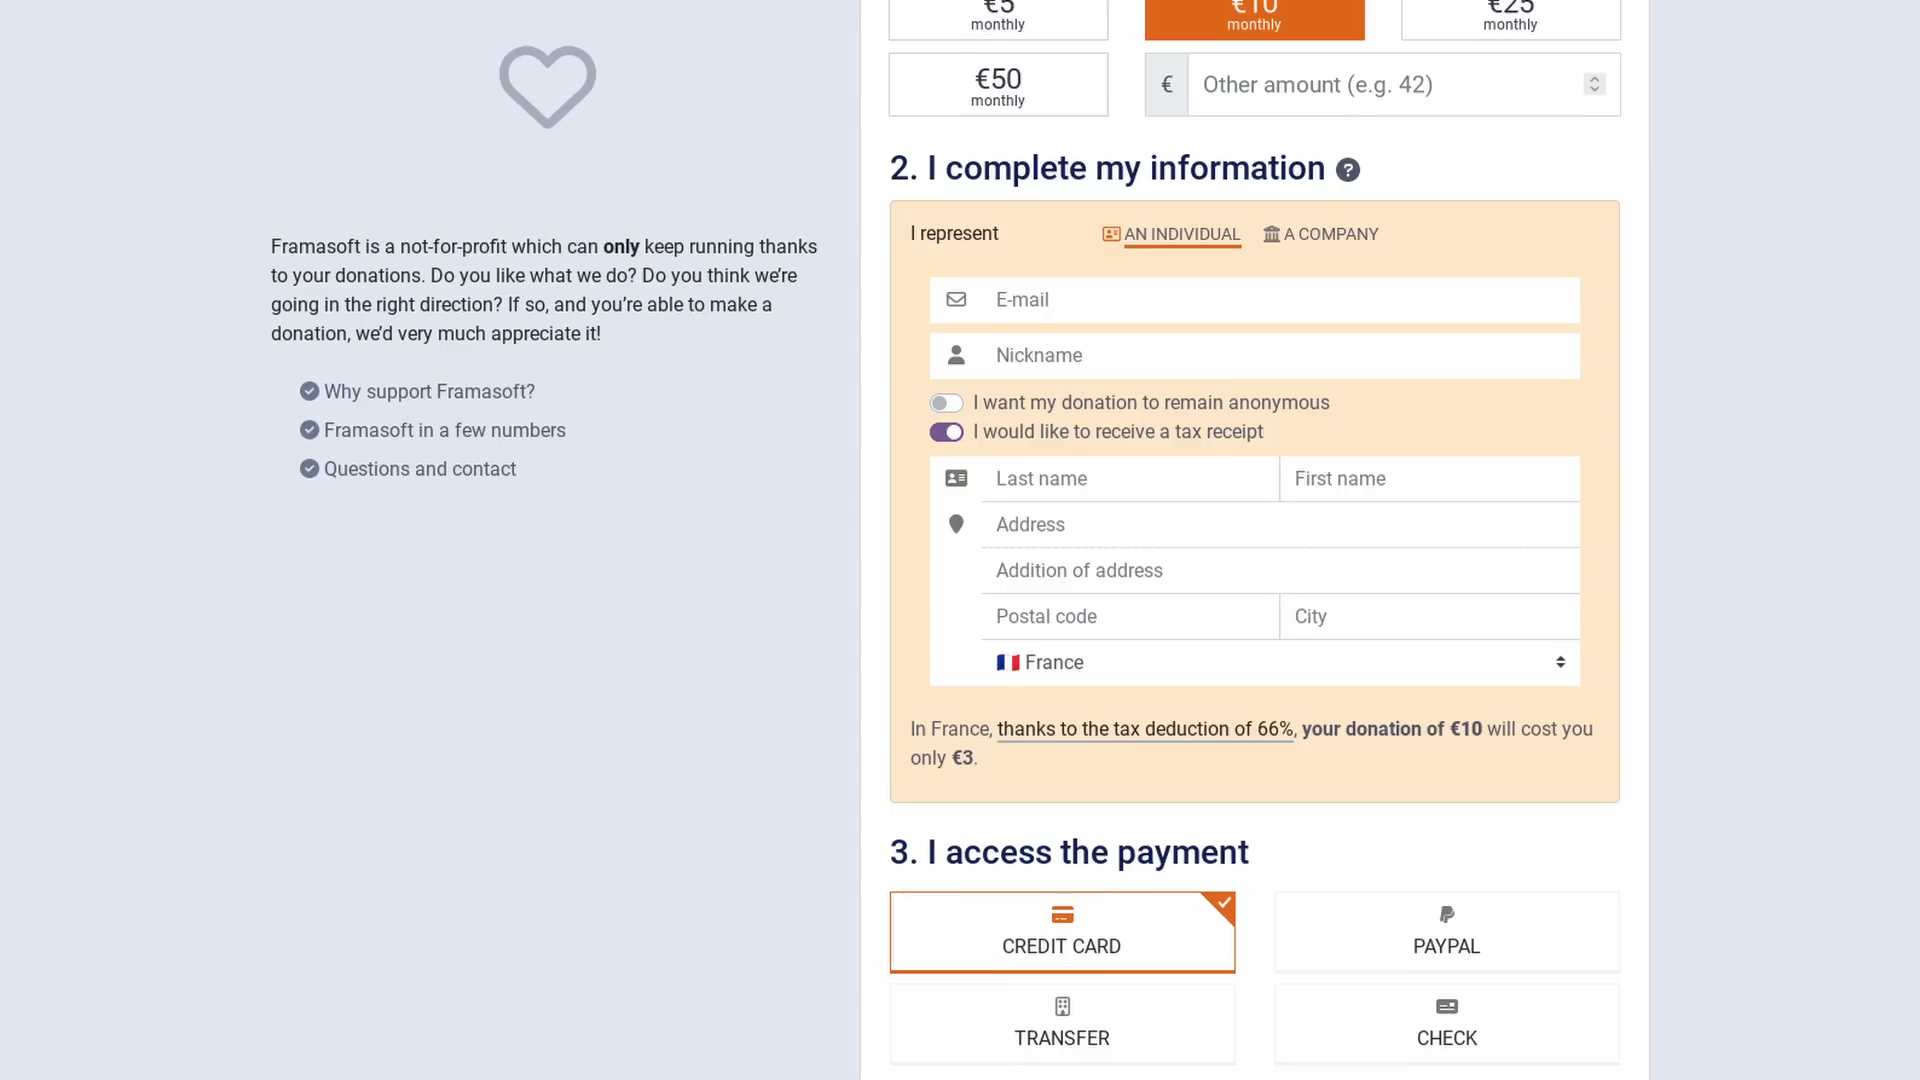 €5
monthly
€10
monthly
€25
monthly
€50
monthly
€ Other amount (e.g. 42)
Framasoft is a not-for-profit which can only keep running thanks
to your donations. Do you like what we do? Do you think we’re
going in the right direction? If so, and you’re able to make a
donation, we’d very much appreciate it!
Why support Framasoft?
Framasoft in a few numbers
Questions and contact
2. I complete my information ?
I represent AN INDIVIDUAL A COMPANY
E-mail
Nickname
I want my donation to remain anonymous
I would like to receive a tax receipt
Last name First name
Address
Addition of address
Postal code City
France
In France, thanks to the tax deduction of 66%, your donation of €10 will cost you
only €3.
3. I access the payment
CREDIT CARD
PAYPAL
TRANSFER
CHECK